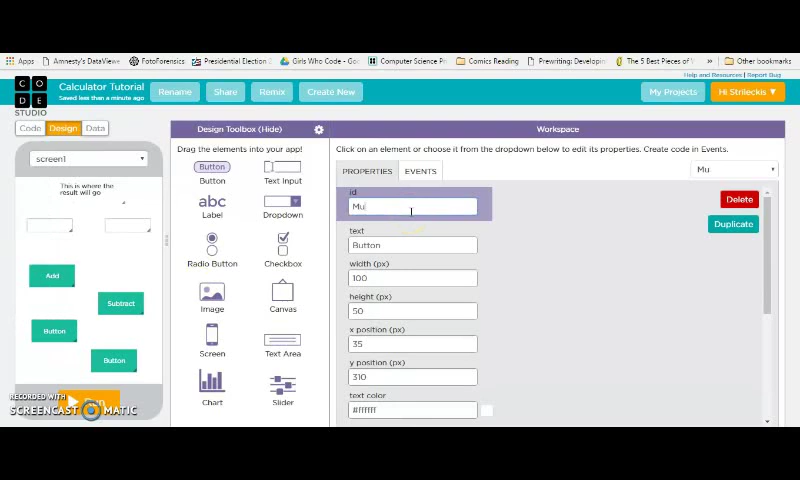 Apps Amnesty's DataView FotoForensics Presidential Election 2 Girls Who Code - Goo Computer Science Pr Comics Reading Prewriting: Developin The 5 Best Pieces of V » Other bookmarks
Help and Resources | Report Bug
C O
D E
STUDIO
Calculator Tutorial
Saved less than a minute ago
Rename Share Remix Create New My Projects Hi Strileckis ▼
Code Design Data
Design Toolbox (Hide)
Workspace
screen1
This is where the
result will go
Add
Subtract
Button
Button
Run
RECORDED WITH
SCREENCAST MATIC
Drag the elements into your app!
Button
Button
Text Input
abc
Label
Dropdown
Radio Button
Checkbox
Image
Canvas
Screen
Text Area
Chart
Slider
Click on an element or choose it from the dropdown below to edit its properties. Create code in Events.
PROPERTIES EVENTS
Mu
id
Mu
Delete
Duplicate
text
Button
width (px)
100
height (px)
50
x position (px)
35
y position (px)
310
text color
#ffffff